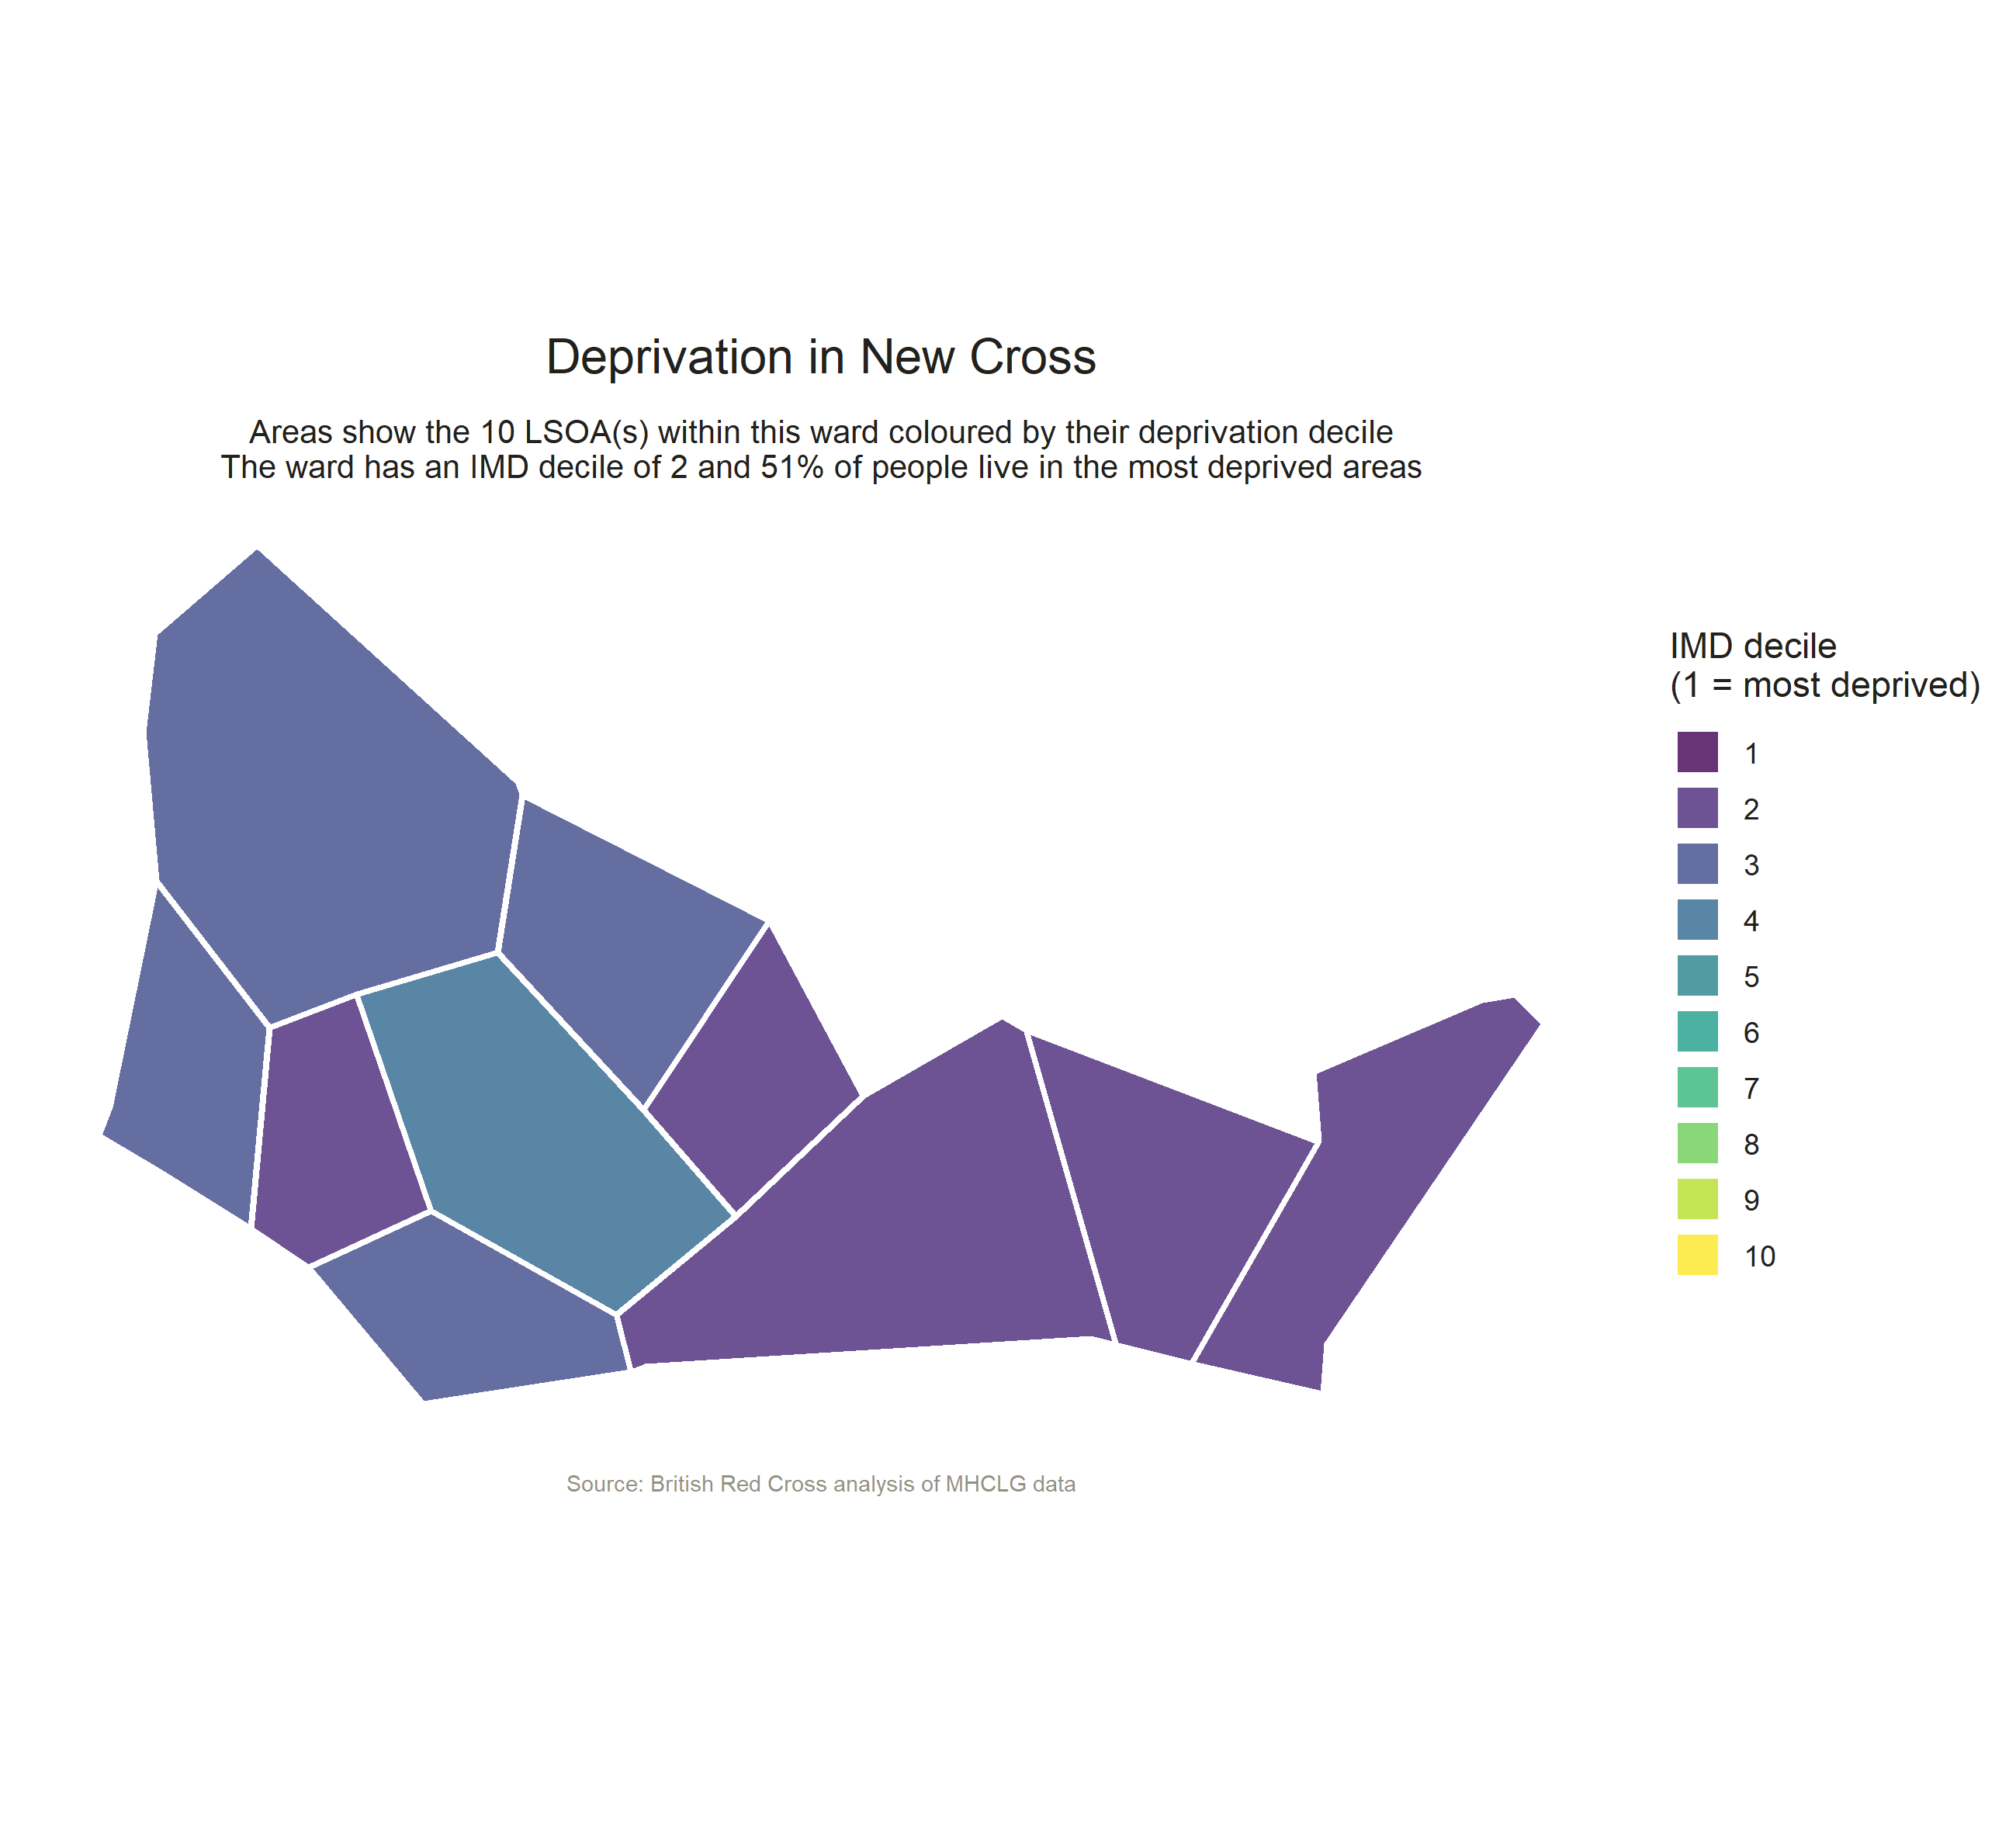 Deprivation in New Cross
Areas show the 10 LSOA(s) within this ward coloured by their deprivation decile
The ward has an IMD decile of 2 and 51% of people live in the most deprived areas
IMD decile
(1 = most deprived)
1
2
3
4
5
6
7
8
9
10
Source: British Red Cross analysis of MHCLG data